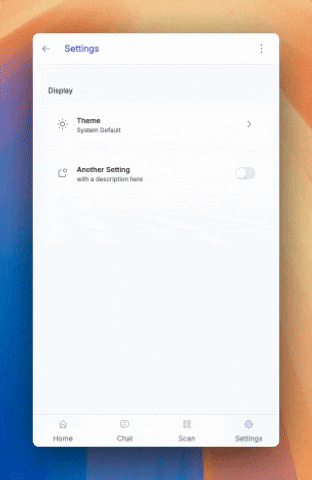 Settings
Display
Theme
System Default
Another Setting
with a description here
Home
Chat
Scan
Settings